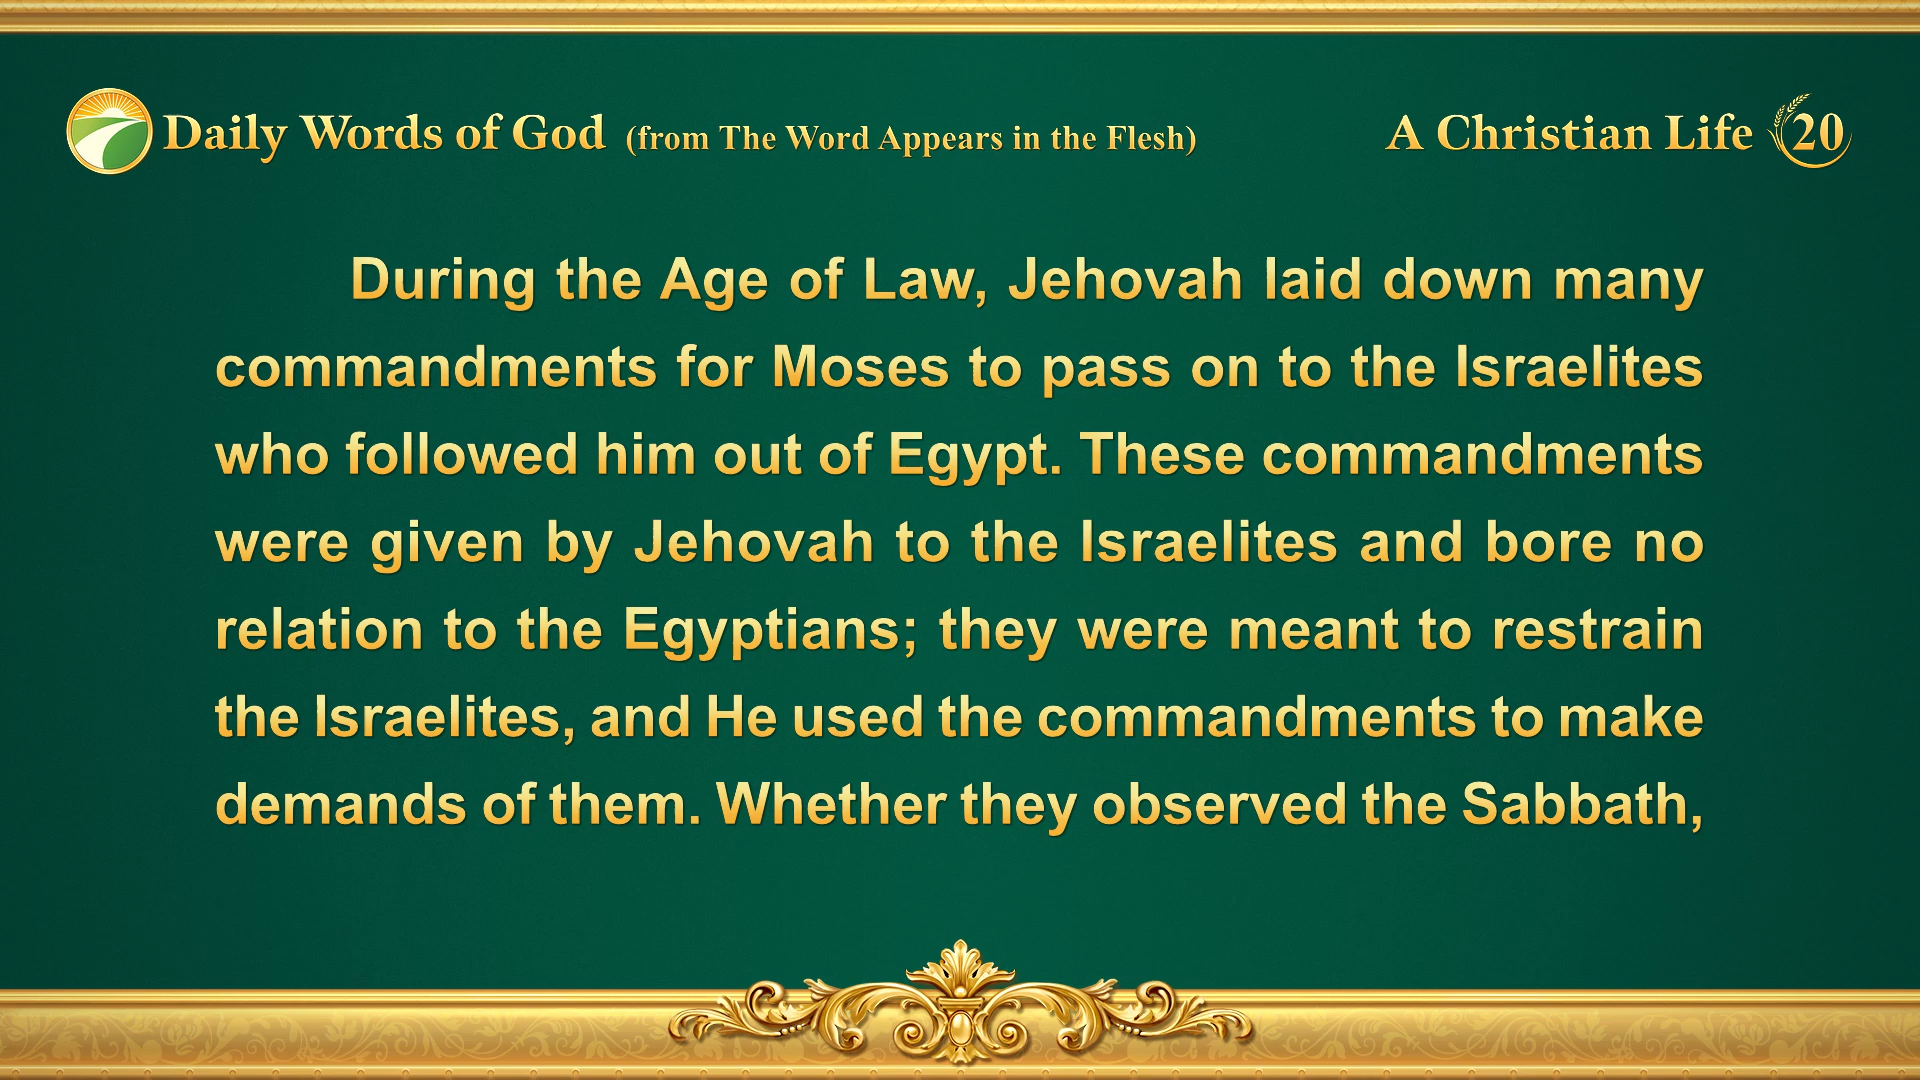 Daily Words of God (from The Word Appears in the Flesh)
A Christian Life 20
During the Age of Law, Jehovah laid down many
commandments for Moses to pass on to the Israelites
who followed him out of Egypt. These commandments
were given by Jehovah to the Israelites and bore no
relation to the Egyptians; they were meant to restrain
the Israelites, and He used the commandments to make
demands of them. Whether they observed the Sabbath,